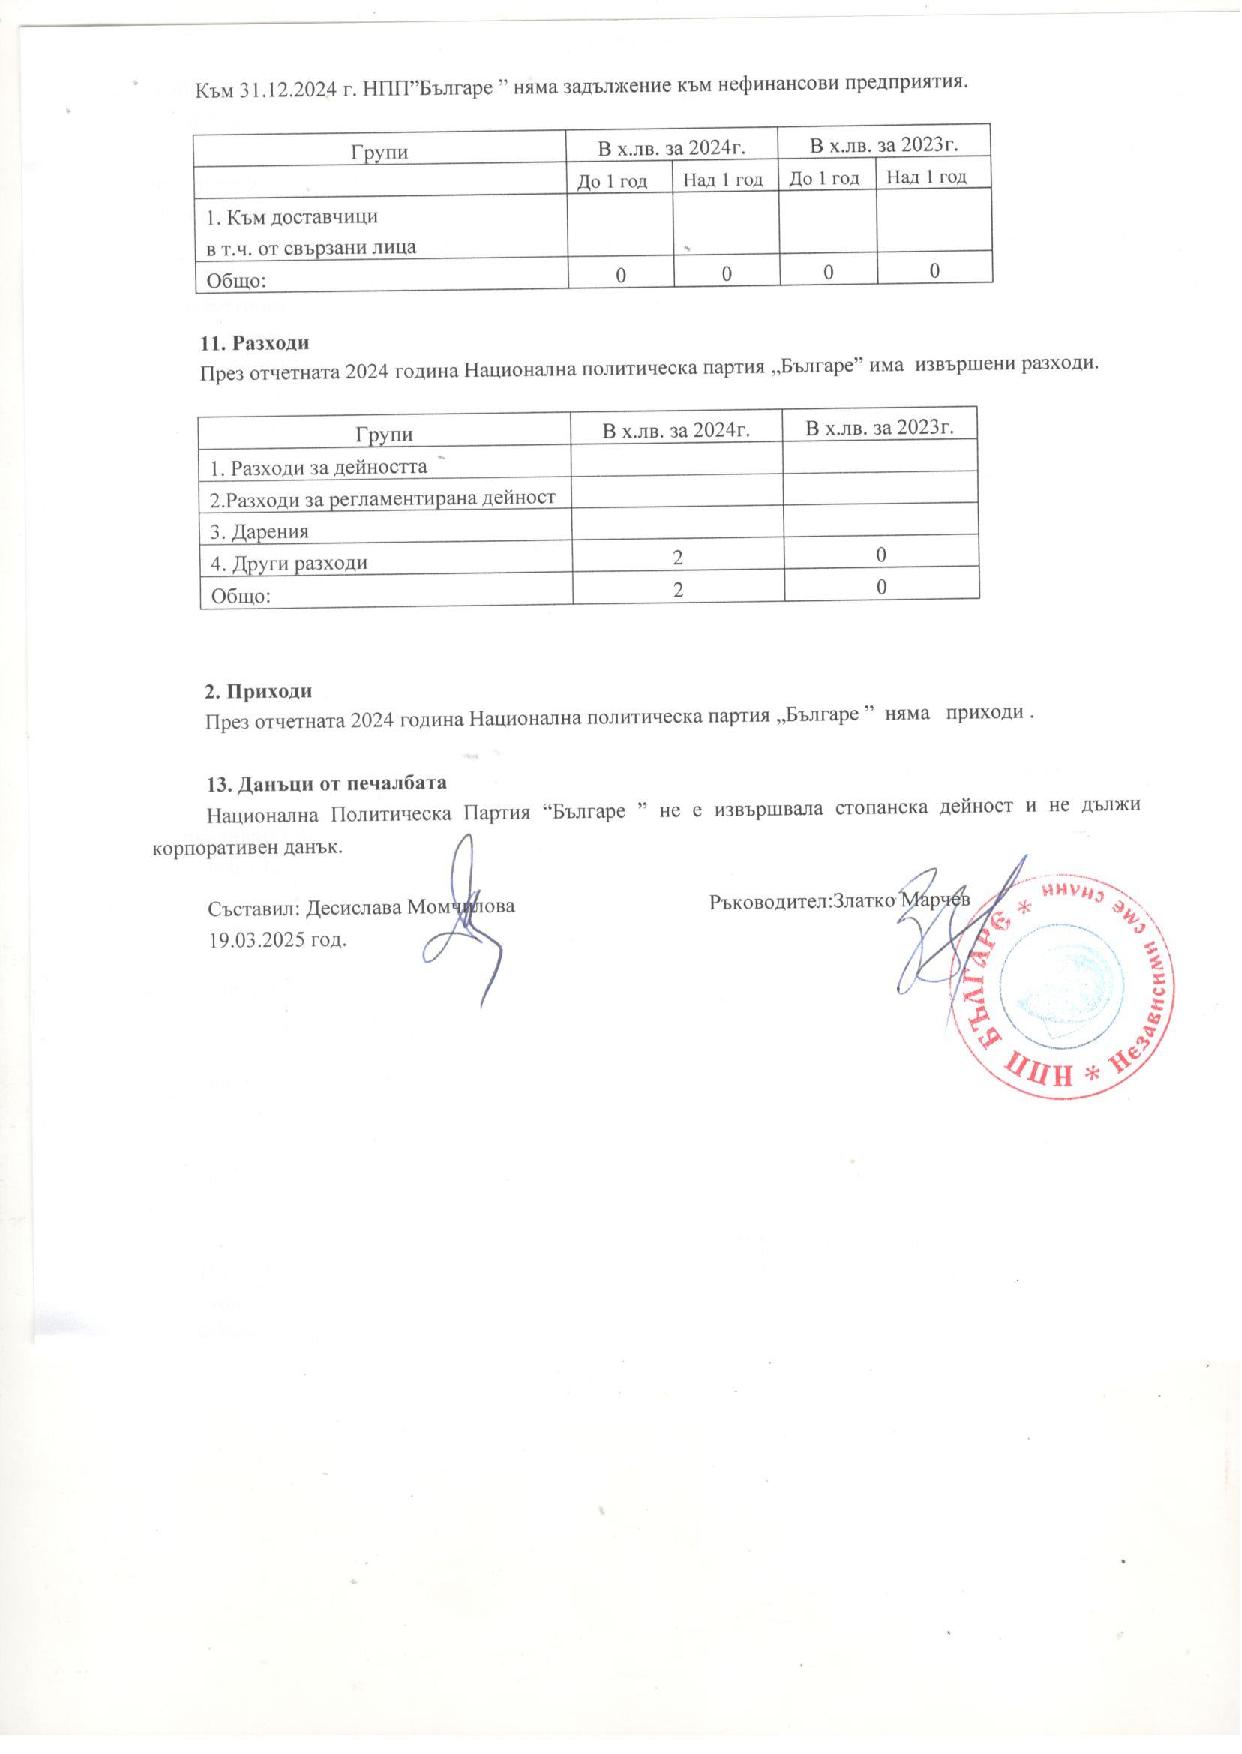 Към 31.12.2024 г. НПП”Българе ” няма задължение към нефинансови предприятия.
Групи В х.лв. за 2024г. В х.лв. за 2023г.
До 1 год Над 1 год До 1 год Над 1 год
1. Към доставчици
в т.ч. от свързани лица
Общо: 0 0 0 0
11. Разходи
През отчетната 2024 година Национална политическа партия „Българе” има извършени разходи.
Групи В х.лв. за 2024г. В х.лв. за 2023г.
1. Разходи за дейността
2.Разходи за регламентирана дейност
3. Дарения
4. Други разходи 2 0
Общо: 2 0
2. Приходи
През отчетната 2024 година Национална политическа партия „Българе ” няма приходи .
13. Данъци от печалбата
Национална Политическа Партия “Българе ” не е извършвала стопанска дейност и не дължи
корпоративен данък.
Съставил: Десислава Момчилова Ръководител:Златко Марчев
19.03.2025 год.
НПП БЪЛГАРЕ * Независими сме силни *